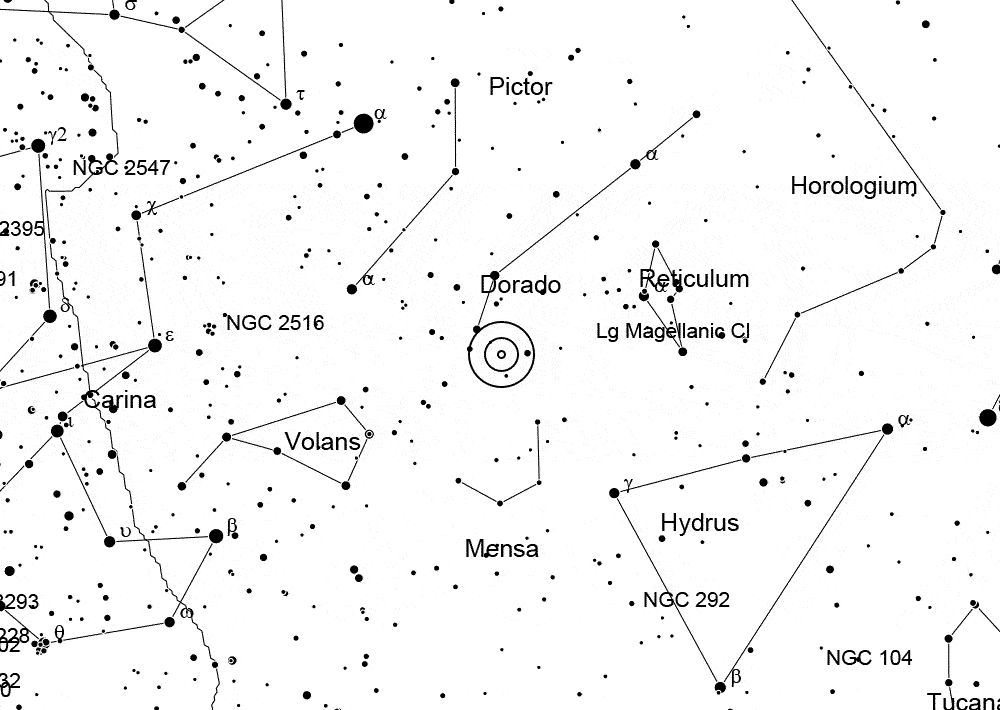 σ
τ
α
Pictor
γ2
NGC 2547
α
Horologium
χ
2395
α
Dorado
Reticulum
α
91
δ
NGC 2516
Lg Magellanic Cl
ε
Carina
ι
Volans
α
γ
Hydrus
υ
β
Mensa
3293
NGC 292
ω
θ
228
02
NGC 104
32
0
β
Tucana